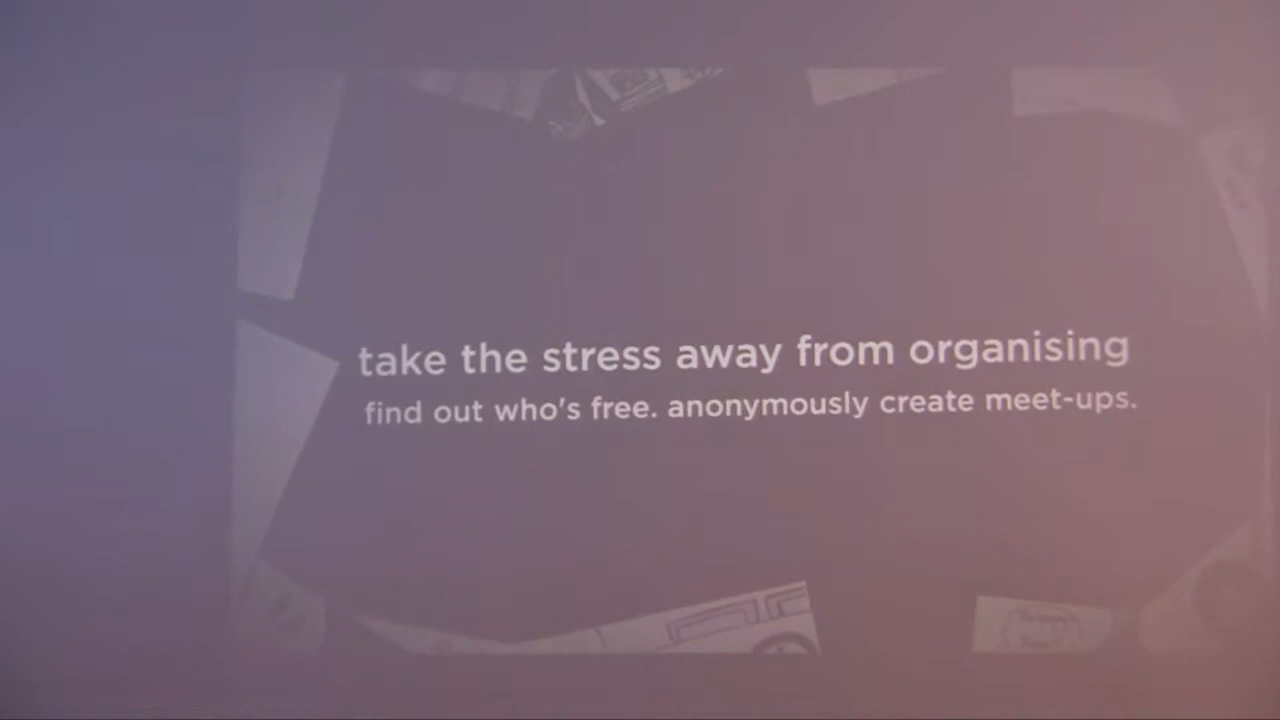 take the stress away from organising
find out who's free. anonymously create meet-ups.